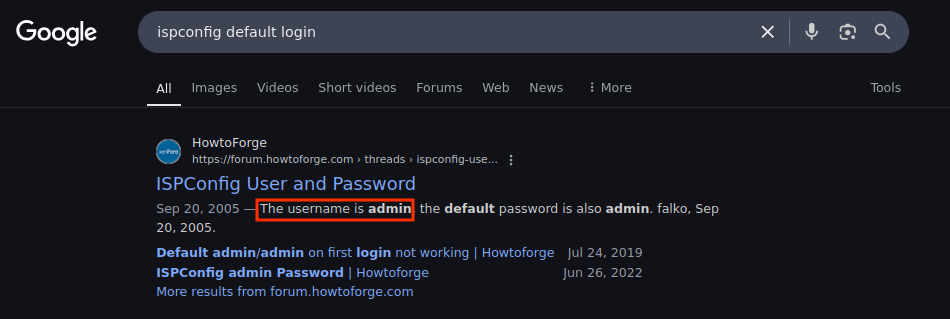 Google
ispconfig default login
All Images Videos Short videos Forums Web News More Tools
HowtoForge
https://forum.howtoforge.com › threads › ispconfig-use...
ISPConfig User and Password
Sep 20, 2005 — The username is admin, the default password is also admin. falko, Sep
20, 2005.
Default admin/admin on first login not working | Howtoforge Jul 24, 2019
ISPConfig admin Password | Howtoforge Jun 26, 2022
More results from forum.howtoforge.com